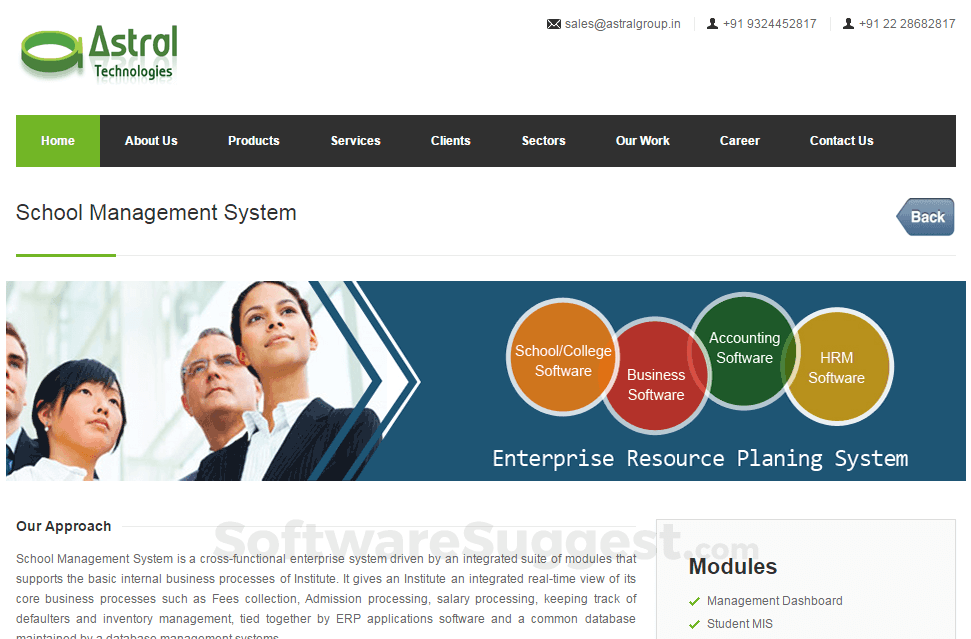 sales@astralgroup.in +91 9324452817 +91 22 28682817
Astral
Technologies
Home About Us Products Services Clients Sectors Our Work Career Contact Us
School Management System
Back
School/College
Software
Business
Software
Accounting
Software
HRM
Software
Enterprise Resource Planing System
Our Approach
School Management System is a cross-functional enterprise system driven by an integrated suite of modules that
supports the basic internal business processes of Institute. It gives an Institute an integrated real-time view of its
core business processes such as Fees collection, Admission processing, salary processing, keeping track of
defaulters and inventory management, tied together by ERP applications software and a common database
maintained by a database management systems.
SoftwareSuggest.com
Modules
Management Dashboard
Student MIS